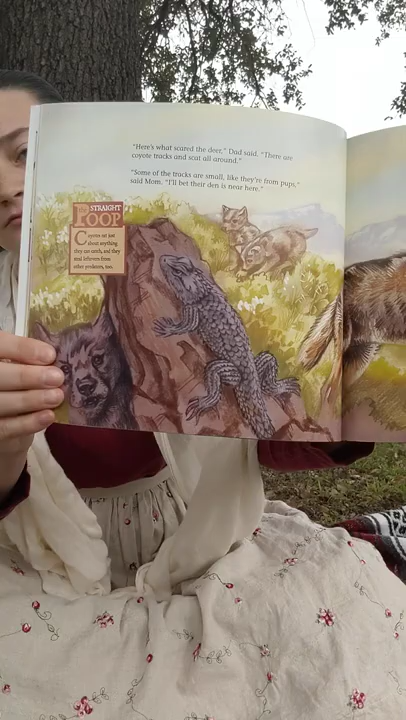 "Here's what scared the deer," Dad said. "There are
coyote tracks and scat all around."
"Some of the tracks are small, like they're from pups,"
said Mom. "I'll bet their den is near here."
STRAIGHT
POOP
Coyotes eat just
about anything
they can catch, and they
steal leftovers from
other predators, too.